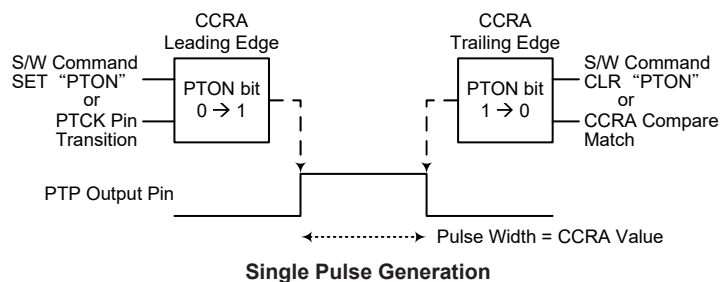 CCRA
Leading Edge
CCRA
Trailing Edge
S/W Command
SET “PTON”
or
PTCK Pin
Transition
PTON bit
0 → 1
PTON bit
1 → 0
S/W Command
CLR “PTON”
or
CCRA Compare
Match
PTP Output Pin
Pulse Width = CCRA Value
Single Pulse Generation